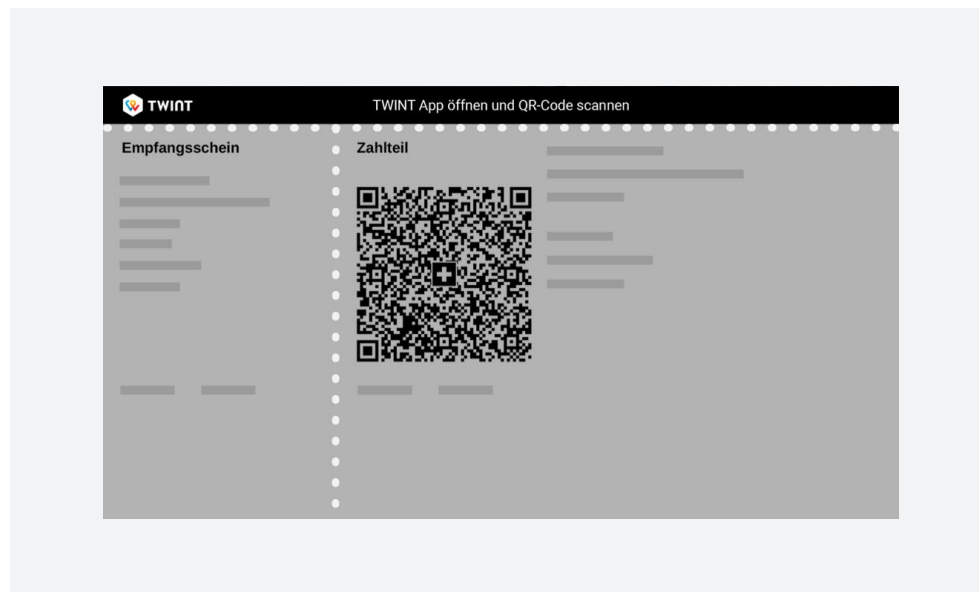 TWINT
TWINT App öffnen und QR-Code scannen
Empfangsschein
Zahlteil